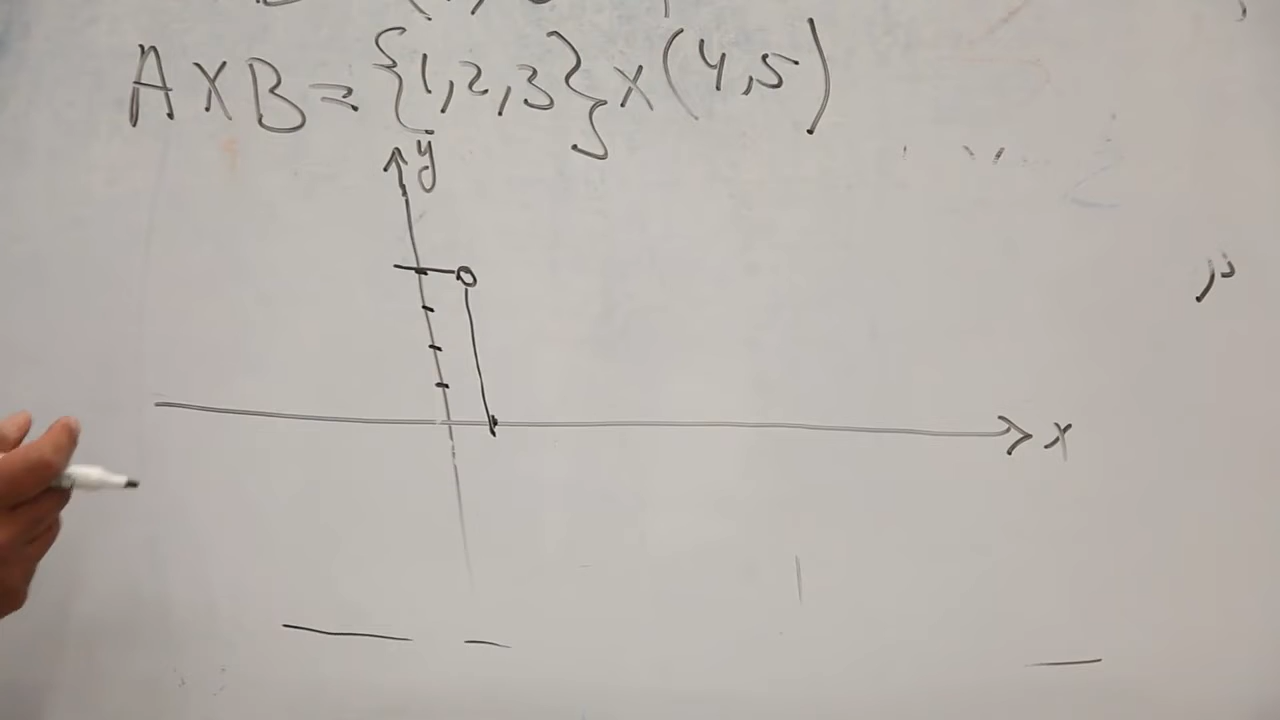 A X B = {1,2,3} x (4,5)
y
x